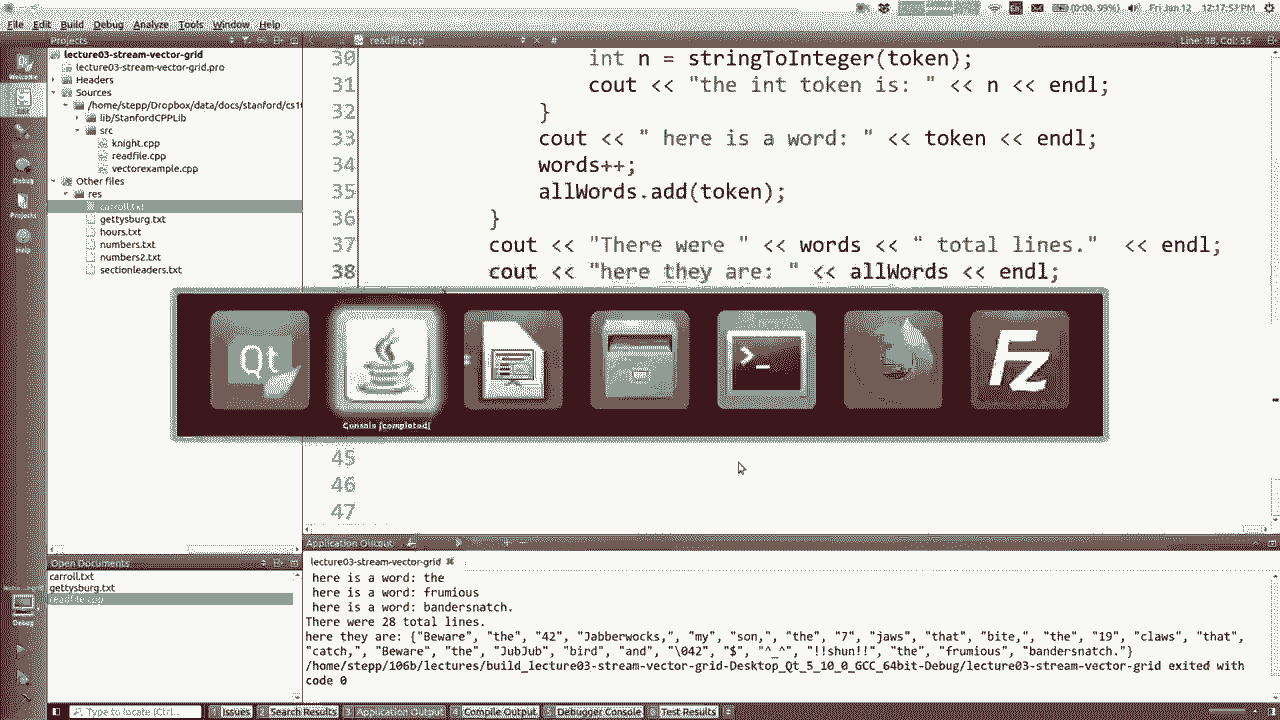 (0:08, 99%) Fri Jan 12 12:17:53 PM
File Edit Build Debug Analyze Tools Window Help
Projects
readfile.cpp
#
Line: 38, Col: 55
Welcome
Debug
Projects
Help
lecture03-stream-vector-grid
lecture03-stream-vector-grid.pro
Headers
Sources
/home/stepp/Dropbox/data/docs/stanford/cs10
lib/StanfordCPPLib
src
knight.cpp
readfile.cpp
vectorexample.cpp
Other files
res
carroll.txt
gettysburg.txt
hours.txt
numbers.txt
numbers2.txt
sectionleaders.txt
30 int n = stringToInteger(token);
31 cout << "the int token is: " << n << endl;
32 }
33 cout << " here is a word: " << token << endl;
34 words++;
35 allWords.add(token);
36 }
37 cout << "There were " << words << " total lines." << endl;
38 cout << "here they are: " << allWords << endl;
Qt
Console [completed]
>_
FZ
45
46
47
Open Documents
carroll.txt
gettysburg.txt
readfile.cpp
Debug
Application Output
lecture03-stream-vector-grid
here is a word: the
here is a word: frumious
here is a word: bandersnatch.
There were 28 total lines.
here they are: {"Beware", "the", "42", "Jabberwocks,", "my", "son,", "the", "7", "jaws", "that", "bite,", "the", "19", "claws", "that",
"catch,", "Beware", "the", "JubJub", "bird", "and", "\042", "$", "^_^", "!!shun!!", "the", "frumious", "bandersnatch."}
/home/stepp/106b/lectures/build_lecture03-stream-vector-grid-Desktop_Qt_5_10_0_GCC_64bit-Debug/lecture03-stream-vector-grid exited with
code 0
Type to locate (Ctrl...
1 Issues 2 Search Results 3 Application Output 4 Compile Output 5 Debugger Console 8 Test Results